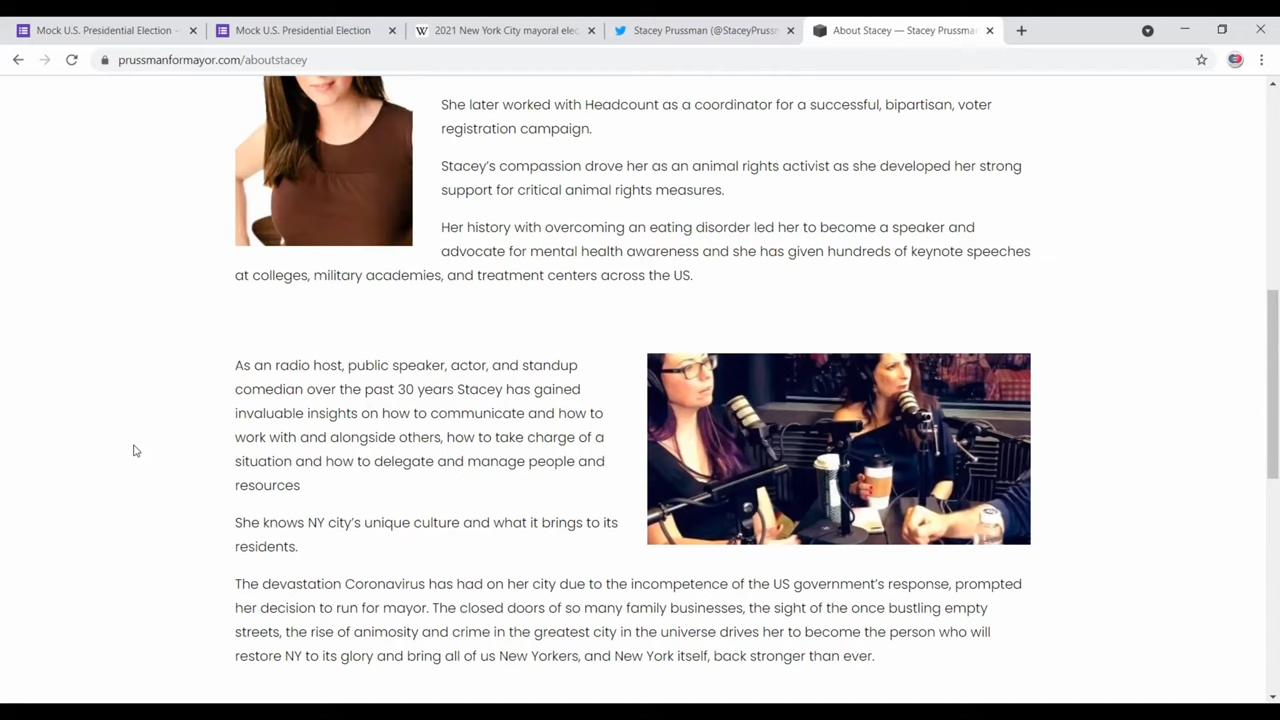 Mock U.S. Presidential Election -
Mock U.S. Presidential Election
W 2021 New York City mayoral elec
Stacey Prussman (@StaceyPrussm
About Stacey — Stacey Prussman
prussmanformayor.com/aboutstacey
She later worked with Headcount as a coordinator for a successful, bipartisan, voter
registration campaign.
Stacey's compassion drove her as an animal rights activist as she developed her strong
support for critical animal rights measures.
Her history with overcoming an eating disorder led her to become a speaker and
advocate for mental health awareness and she has given hundreds of keynote speeches
at colleges, military academies, and treatment centers across the US.
As an radio host, public speaker, actor, and standup
comedian over the past 30 years Stacey has gained
invaluable insights on how to communicate and how to
work with and alongside others, how to take charge of a
situation and how to delegate and manage people and
resources
She knows NY city's unique culture and what it brings to its
residents.
The devastation Coronavirus has had on her city due to the incompetence of the US government's response, prompted
her decision to run for mayor. The closed doors of so many family businesses, the sight of the once bustling empty
streets, the rise of animosity and crime in the greatest city in the universe drives her to become the person who will
restore NY to its glory and bring all of us New Yorkers, and New York itself, back stronger than ever.